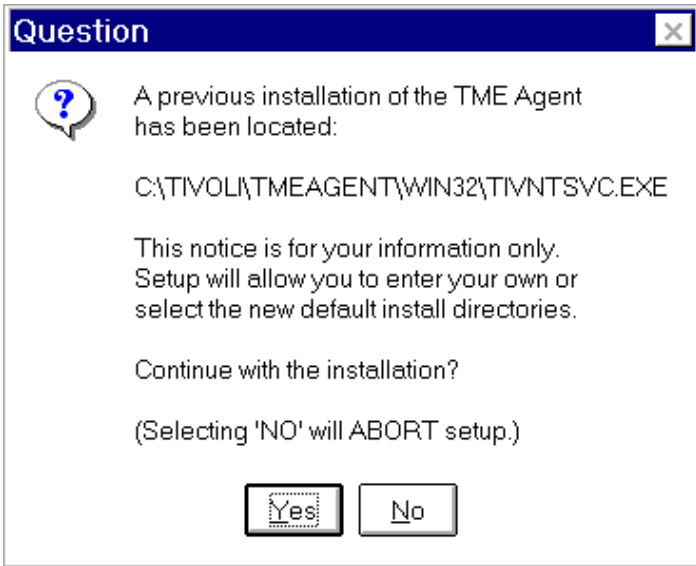 Question
?
A previous installation of the TME Agent
has been located:
C:\TIVOLI\TMEAGENT\WIN32\TIVNTSVC.EXE
This notice is for your information only.
Setup will allow you to enter your own or
select the new default install directories.
Continue with the installation?
(Selecting 'NO' will ABORT setup.)
Yes No